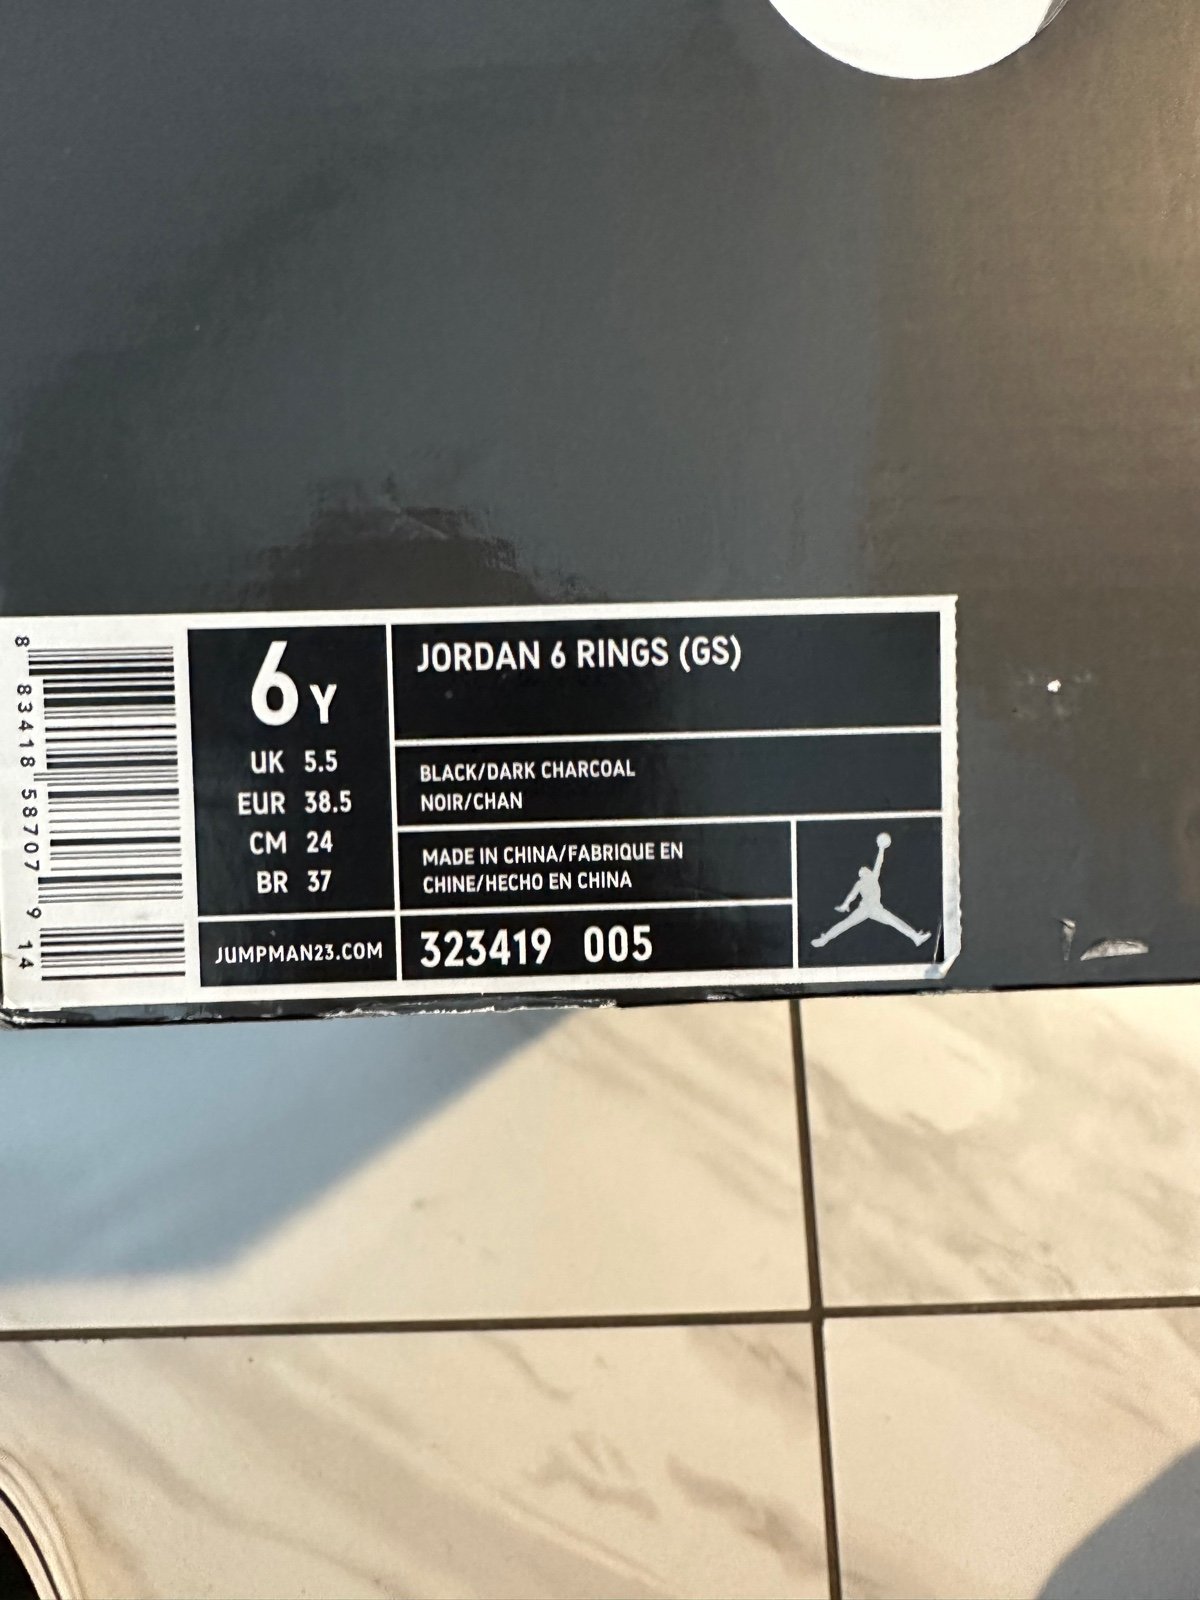 8 83418 58707 9 14
6 Y
UK 5.5
EUR 38.5
CM 24
BR 37
JUMPMAN23.COM
JORDAN 6 RINGS (GS)
BLACK/DARK CHARCOAL
NOIR/CHAN
MADE IN CHINA/FABRIQUE EN
CHINE/HECHO EN CHINA
323419 005